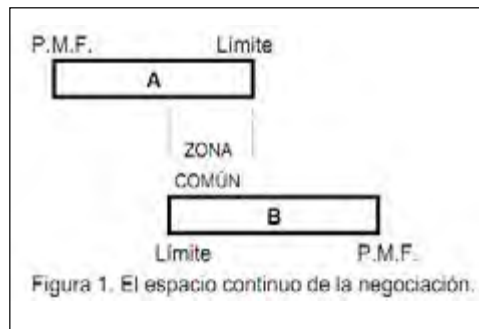 P.M.F. Límite
A
ZONA
COMÚN
B
Límite P.M.F.
Figura 1. El espacio continuo de la negociación.